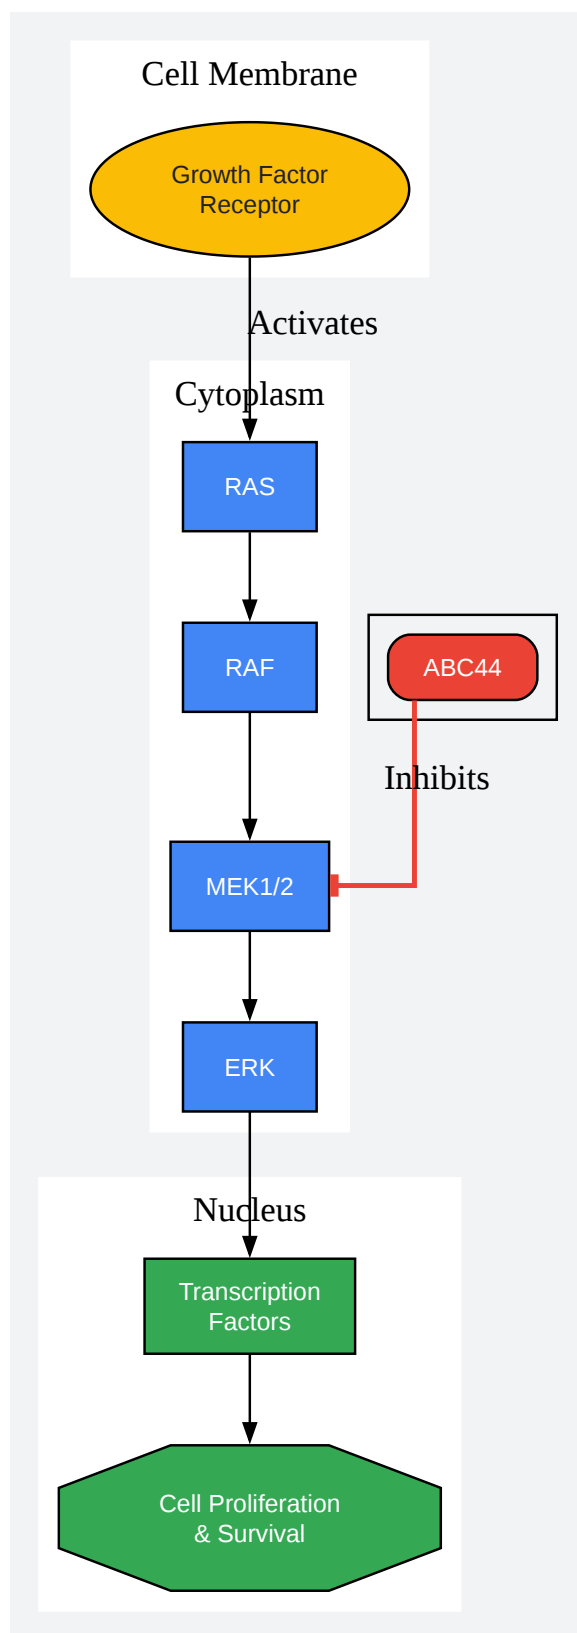 Cell Membrane
Growth Factor
Receptor
Activates
Cytoplasm
RAS
RAF
ABC44
Inhibits
MEK1/2
ERK
Nucleus
Transcription
Factors
Cell Proliferation
& Survival